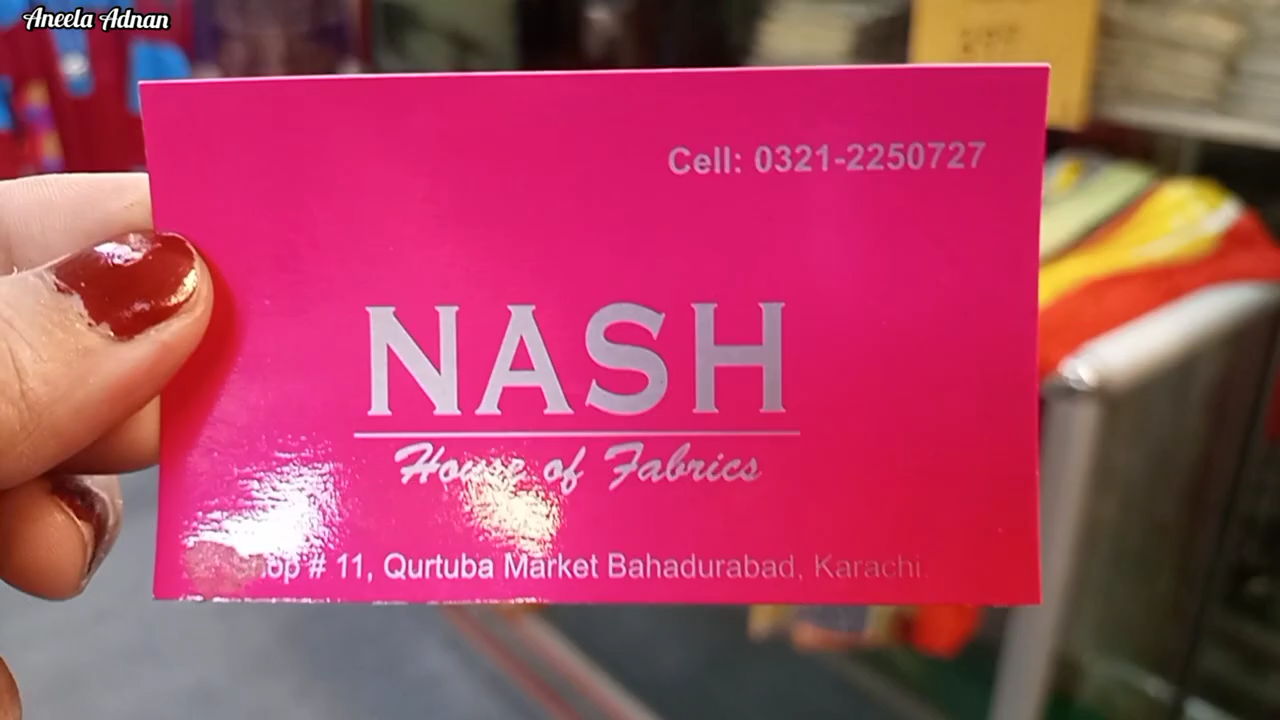 Aneela Adnan
Cell: 0321-2250727
NASH
House of Fabrics
Shop # 11, Qurtuba Market Bahadurabad, Karachi.